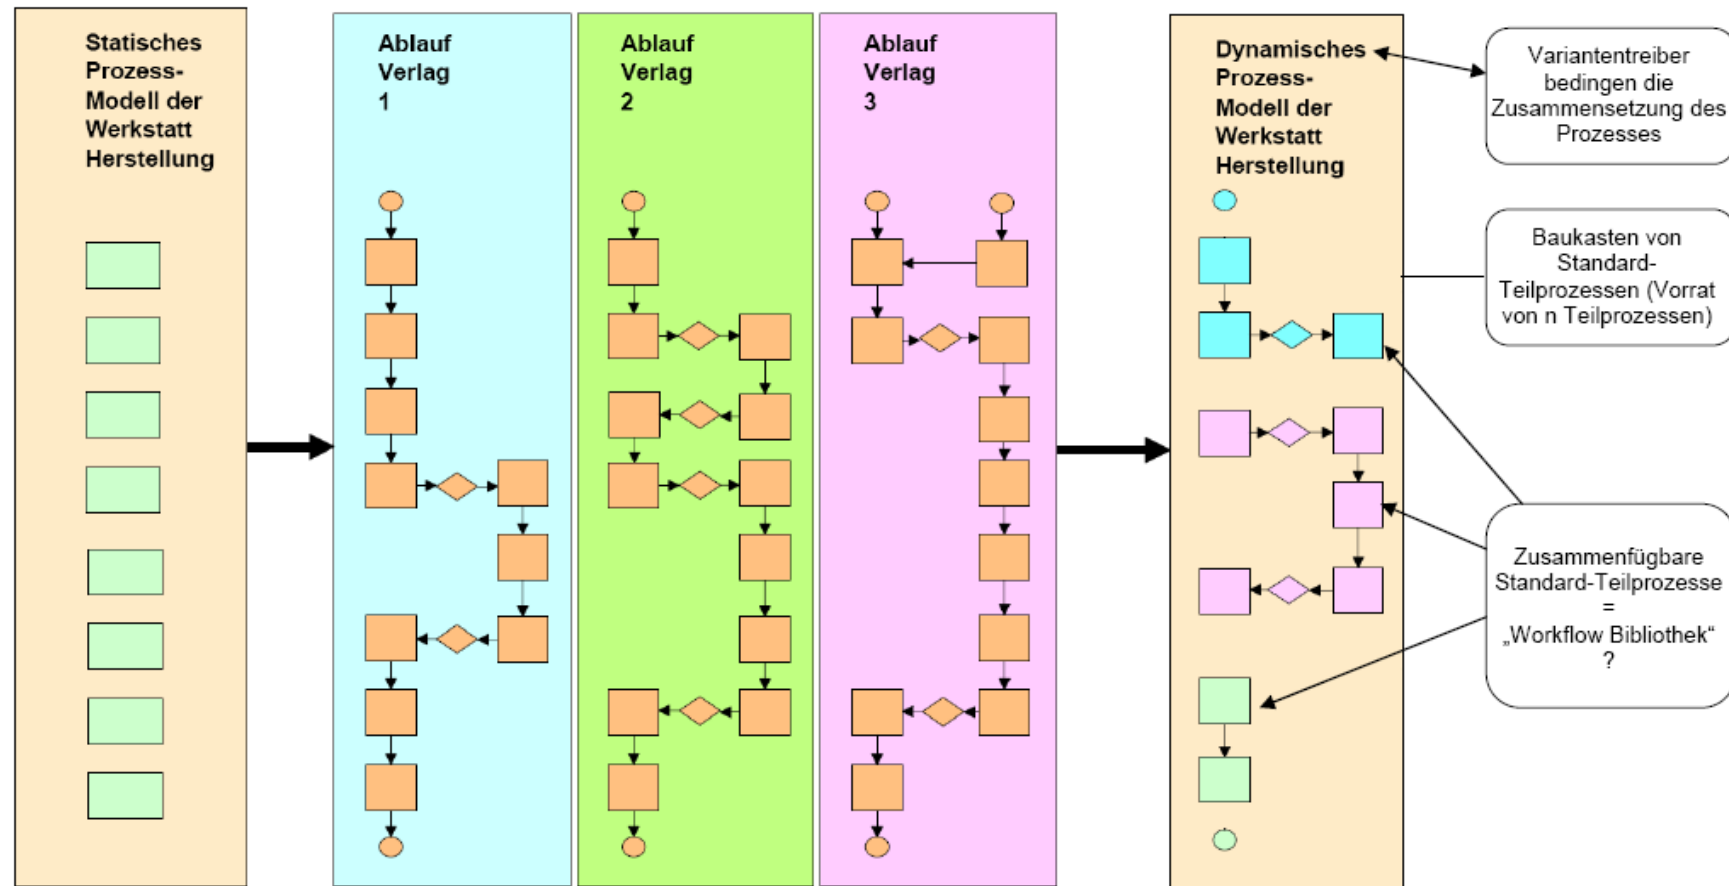 Statisches
Prozess-
Modell der
Werkstatt
Herstellung
Ablauf
Verlag
1
Ablauf
Verlag
2
Ablauf
Verlag
3
Dynamisches
Prozess-
Modell der
Werkstatt
Herstellung
Variantentreiber
bedingen die
Zusammensetzung des
Prozesses
Baukasten von
Standard-
Teilprozessen (Vorrat
von n Teilprozessen)
Zusammenfügbare
Standard-Teilprozesse
=
„Workflow Bibliothek“
?